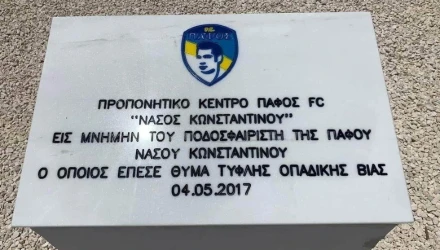 ΠΡΟΠΟΝΗΤΙΚΟ ΚΕΝΤΡΟ ΠΑΦΟΣ FC
“ΝΑΣΟΣ ΚΩΝΣΤΑΝΤΙΝΟΥ”
ΕΙΣ ΜΝΗΜΗΝ ΤΟΥ ΠΟΔΟΣΦΑΙΡΙΣΤΗ ΤΗΣ ΠΑΦΟΥ
ΝΑΣΟΥ ΚΩΝΣΤΑΝΤΙΝΟΥ
Ο ΟΠΟΙΟΣ ΕΠΕΣΕ ΘΥΜΑ ΤΥΦΛΗΣ ΟΠΑΔΙΚΗΣ ΒΙΑΣ
04.05.2017